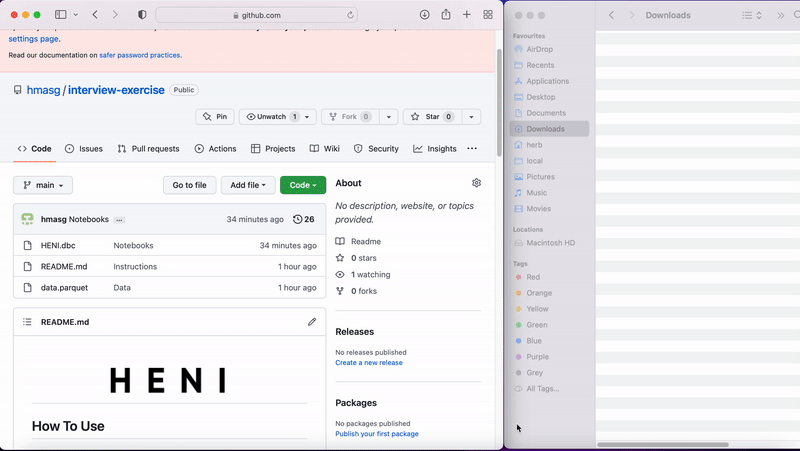 github.com
settings page.
Read our documentation on safer password practices.
hmasg / interview-exercise Public
Pin
Unwatch 1
Fork 0
Star 0
Code
Issues
Pull requests
Actions
Projects
Wiki
Security
Insights
main
Go to file
Add file
Code
hmasg Notebooks
34 minutes ago
26
HENI.dbc Notebooks 34 minutes ago
README.md Instructions 1 hour ago
data.parquet Data 1 hour ago
README.md
HENI
How To Use
About
No description, website, or topics
provided.
Readme
0 stars
1 watching
0 forks
Releases
No releases published
Create a new release
Packages
No packages published
Publish your first package
Downloads
Favourites
AirDrop
Recents
Applications
Desktop
Documents
Downloads
herb
local
Pictures
Music
Movies
Locations
Macintosh HD
Tags
Red
Orange
Yellow
Green
Blue
Purple
Grey
All Tags...